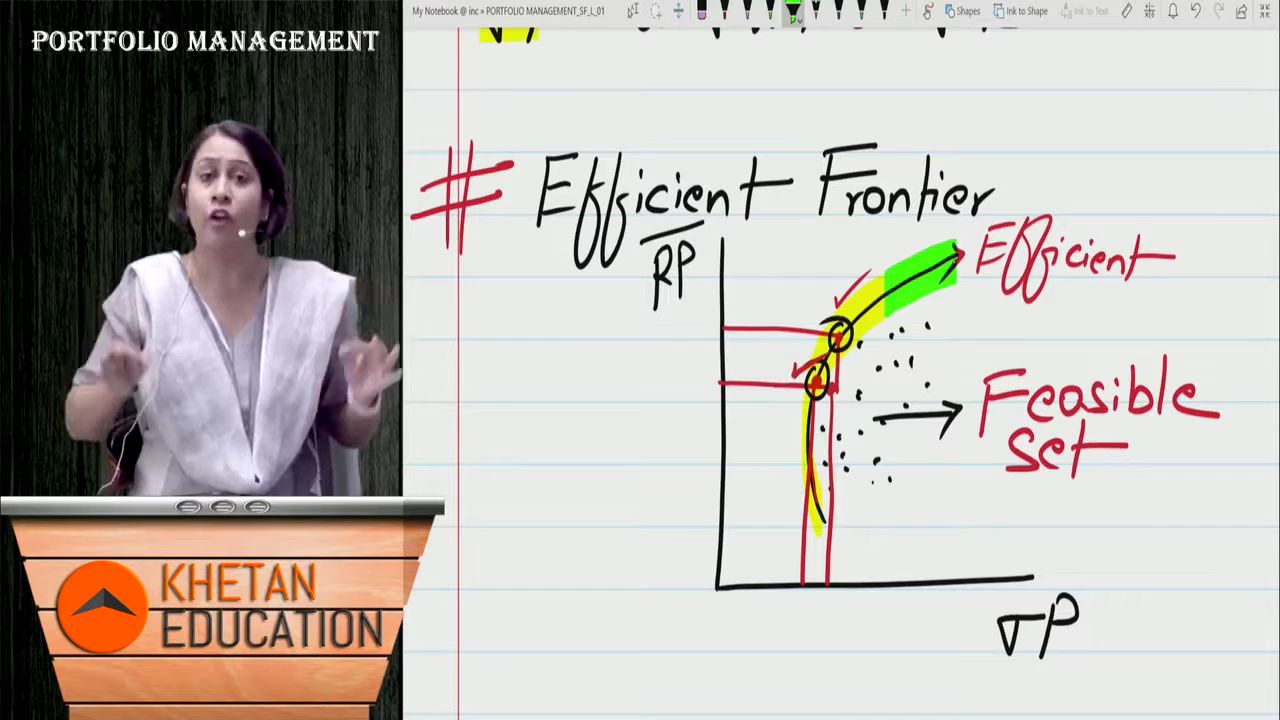 PORTFOLIO MANAGEMENT
My Notebook @ inc » PORTFOLIO MANAGEMENT_SF_L_01
Shapes
Ink to Shape
Ink to Text
# Efficient Frontier
RP
Efficient
Feasible
set
σP
KHETAN
EDUCATION